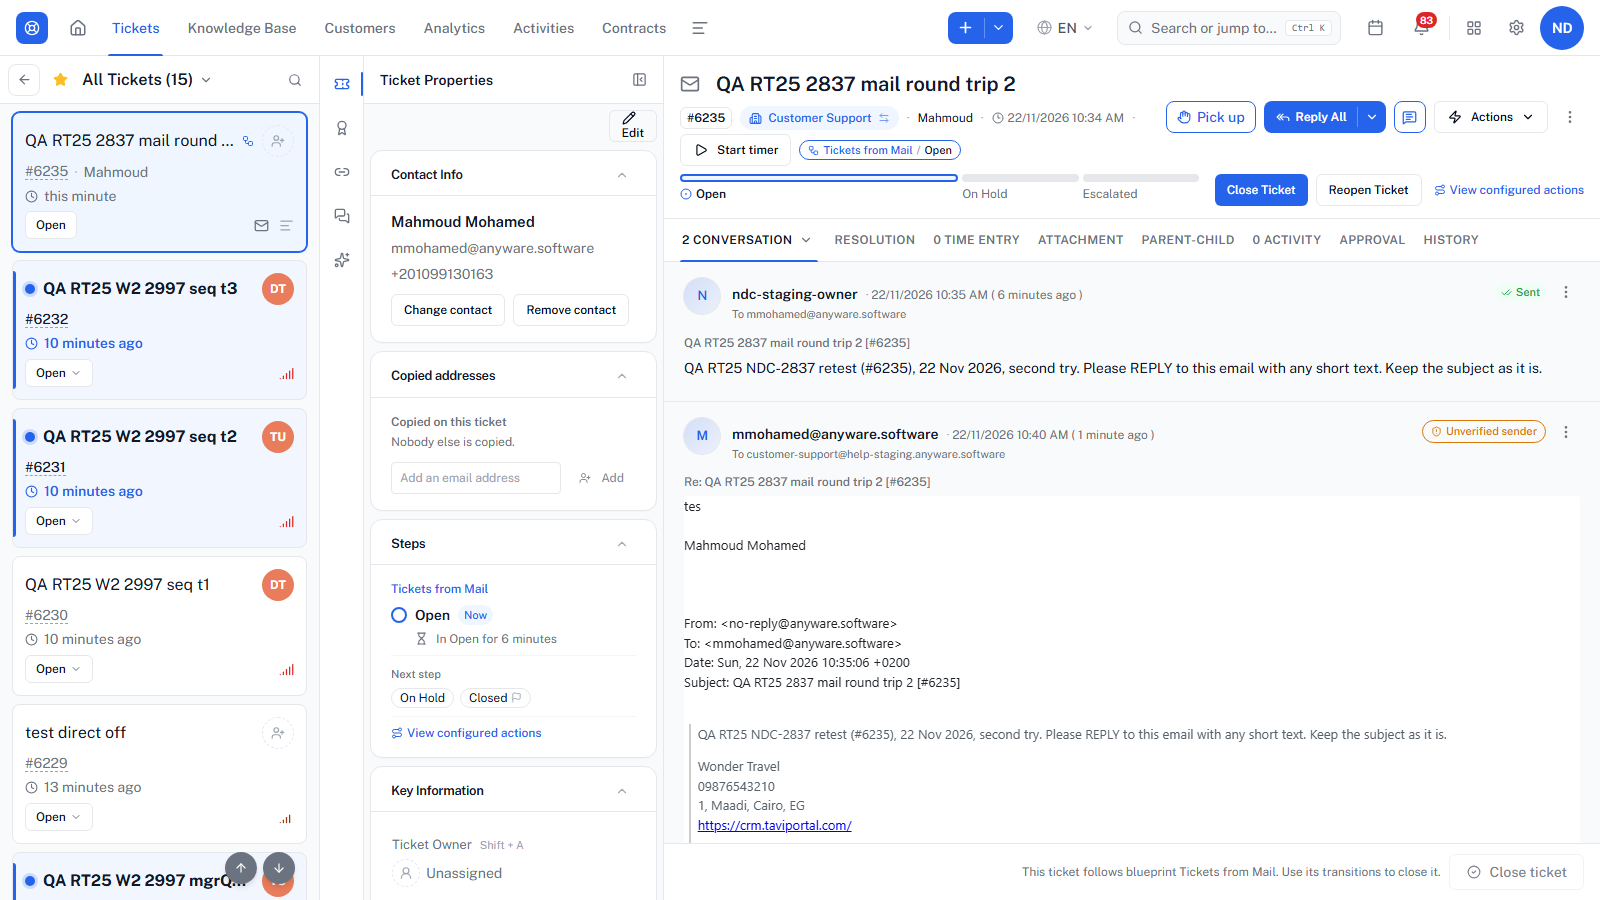 Tickets
Knowledge Base
Customers
Analytics
Activities
Contracts
EN
Search or jump to...
Ctrl K
83
ND
All Tickets (15)
QA RT25 2837 mail round ...
#6235 · Mahmoud
this minute
Open
QA RT25 W2 2997 seq t3
DT
#6232
10 minutes ago
Open
QA RT25 W2 2997 seq t2
TU
#6231
10 minutes ago
Open
QA RT25 W2 2997 seq t1
DT
#6230
10 minutes ago
Open
test direct off
#6229
13 minutes ago
Open
QA RT25 W2 2997 mgrQ...
Ticket Properties
Edit
Contact Info
Mahmoud Mohamed
mmohamed@anyware.software
+201099130163
Change contact
Remove contact
Copied addresses
Copied on this ticket
Nobody else is copied.
Add an email address
Add
Steps
Tickets from Mail
Open Now
In Open for 6 minutes
Next step
On Hold
Closed
View configured actions
Key Information
Ticket Owner Shift + A
Unassigned
QA RT25 2837 mail round trip 2
#6235
Customer Support
· Mahmoud · 22/11/2026 10:34 AM ·
Pick up
Reply All
Actions
Start timer
Tickets from Mail / Open
Open
On Hold
Escalated
Close Ticket
Reopen Ticket
View configured actions
2 CONVERSATION
RESOLUTION
0 TIME ENTRY
ATTACHMENT
PARENT-CHILD
0 ACTIVITY
APPROVAL
HISTORY
N
ndc-staging-owner · 22/11/2026 10:35 AM ( 6 minutes ago )
Sent
To mmohamed@anyware.software
QA RT25 2837 mail round trip 2 [#6235]
QA RT25 NDC-2837 retest (#6235), 22 Nov 2026, second try. Please REPLY to this email with any short text. Keep the subject as it is.
M
mmohamed@anyware.software · 22/11/2026 10:40 AM ( 1 minute ago )
Unverified sender
To customer-support@help-staging.anyware.software
Re: QA RT25 2837 mail round trip 2 [#6235]
tes
Mahmoud Mohamed
From: <no-reply@anyware.software>
To: <mmohamed@anyware.software>
Date: Sun, 22 Nov 2026 10:35:06 +0200
Subject: QA RT25 2837 mail round trip 2 [#6235]
QA RT25 NDC-2837 retest (#6235), 22 Nov 2026, second try. Please REPLY to this email with any short text. Keep the subject as it is.
Wonder Travel
09876543210
1, Maadi, Cairo, EG
https://crm.taviportal.com/
This ticket follows blueprint Tickets from Mail. Use its transitions to close it.
Close ticket